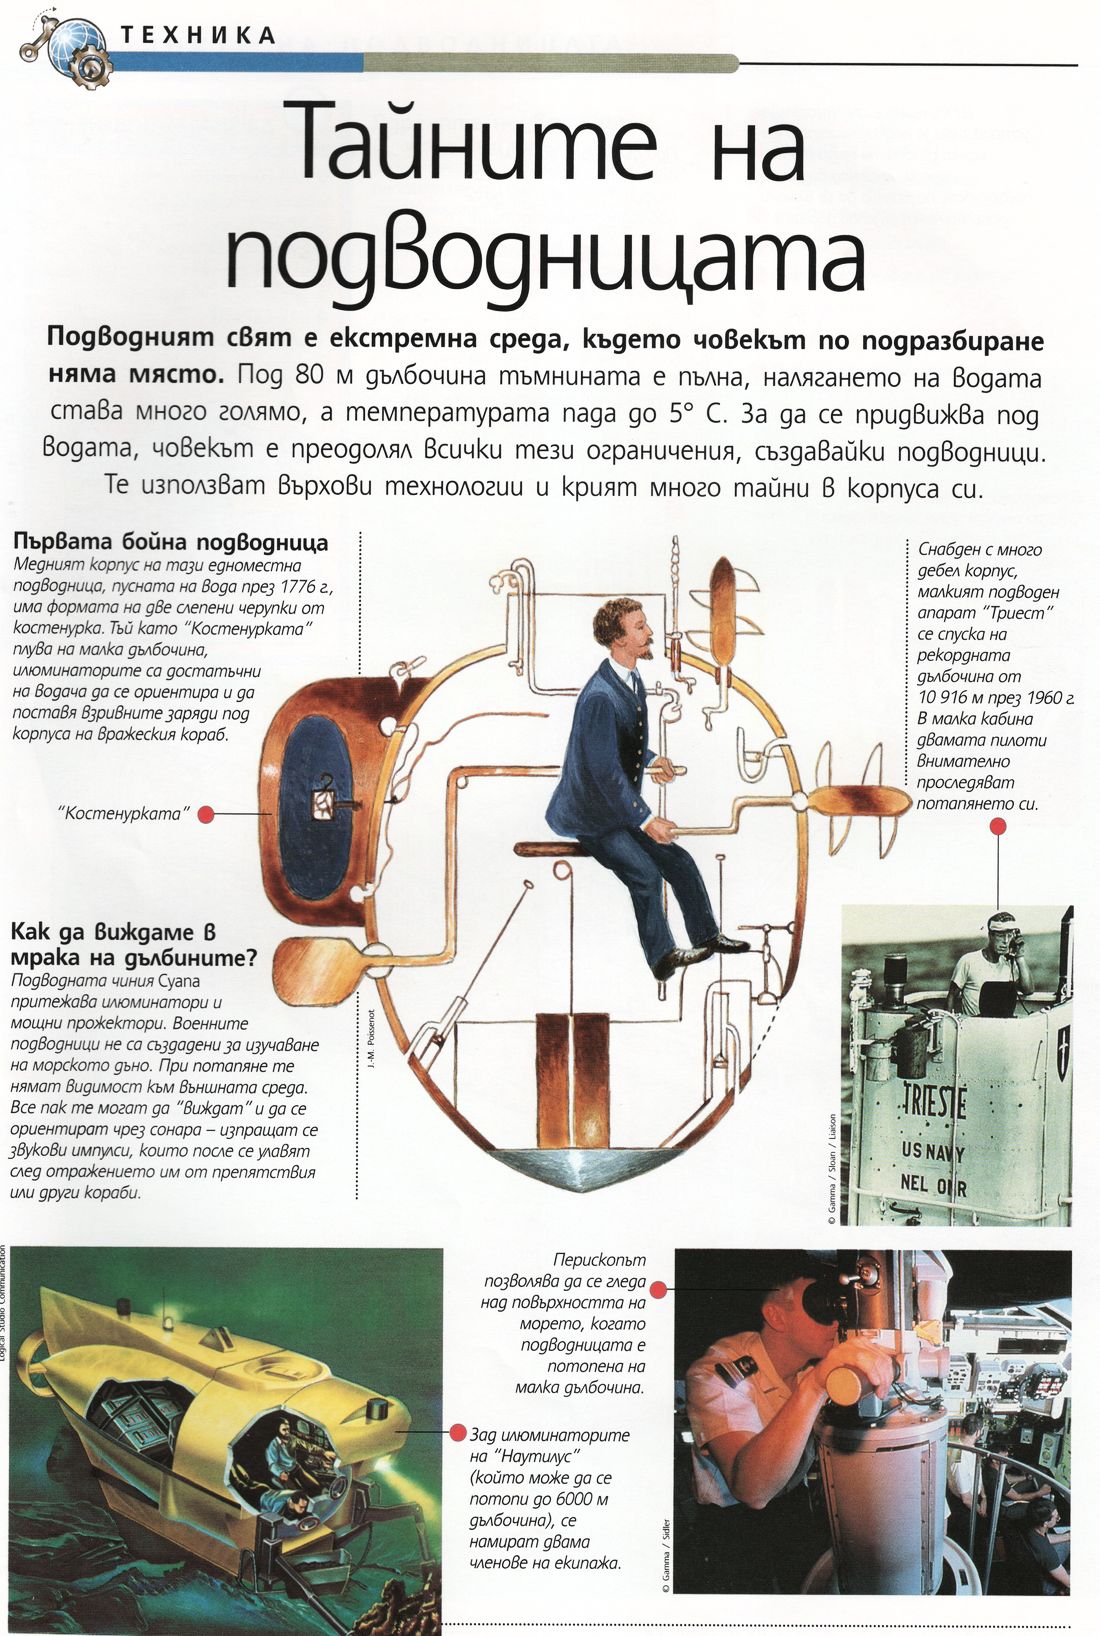 ТЕХНИКА
Тайните на
подводницата
Подводният свят е екстремна среда, където човекът по подразбиране
няма място. Под 80 м дълбочина тъмнината е пълна, налягането на водата
става много голямо, а температурата пада до 5° С. За да се придвижва под
водата, човекът е преодолял всички тези ограничения, създавайки подводници.
Те използват върхови технологии и крият много тайни в корпуса си.
Първата бойна подводница
Медният корпус на тази едноместна
подводница, пусната на вода през 1776 г.,
има формата на две слепени черупки от
костенурка. Тъй като “Костенурката”
плува на малка дълбочина,
илюминаторите са достатъчни
на водача да се ориентира и да
поставя взривните заряди под
корпуса на вражеския кораб.
“Костенурката”
Снабден с много
дебел корпус,
малкият подводен
апарат “Триест”
се спуска на
рекордната
дълбочина от
10 916 м през 1960 г.
В малка кабина
двамата пилоти
внимателно
проследяват
потапянето си.
Как да виждаме в
мрака на дълбините?
Подводната чиния Cyana
притежава илюминатори и
мощни прожектори. Военните
подводници не са създадени за изучаване
на морското дъно. При потапяне те
нямат видимост към външната среда.
Все пак те могат да “виждат” и да се
ориентират чрез сонара – изпращат се
звукови импулси, които после се улавят
след отражението им от препятствия
или други кораби.
J.-M. Poissenot
© Gamma / Sloan / Liaison
TRIESTE
US NAVY
NEL ONR
Logical Studio Communication
Перископът
позволява да се гледа
над повърхността на
морето, когато
подводницата е
потопена на
малка дълбочина.
Зад илюминаторите
на “Наутилус”
(който може да се
потопи до 6000 м
дълбочина), се
намират двама
членове на екипажа.
© Gamma / Sidler